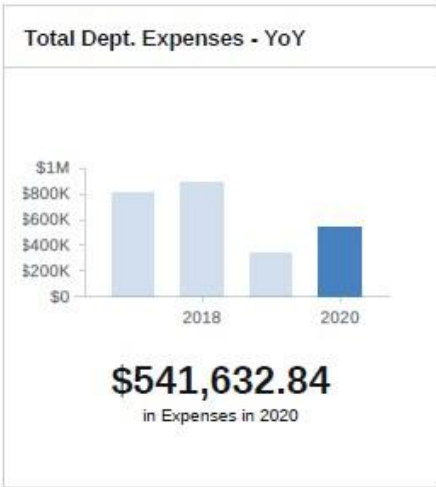 Total Dept. Expenses - YoY
$1M
$800K
$600K
$400K
$200K
$0
2018
2020
$541,632.84
in Expenses in 2020